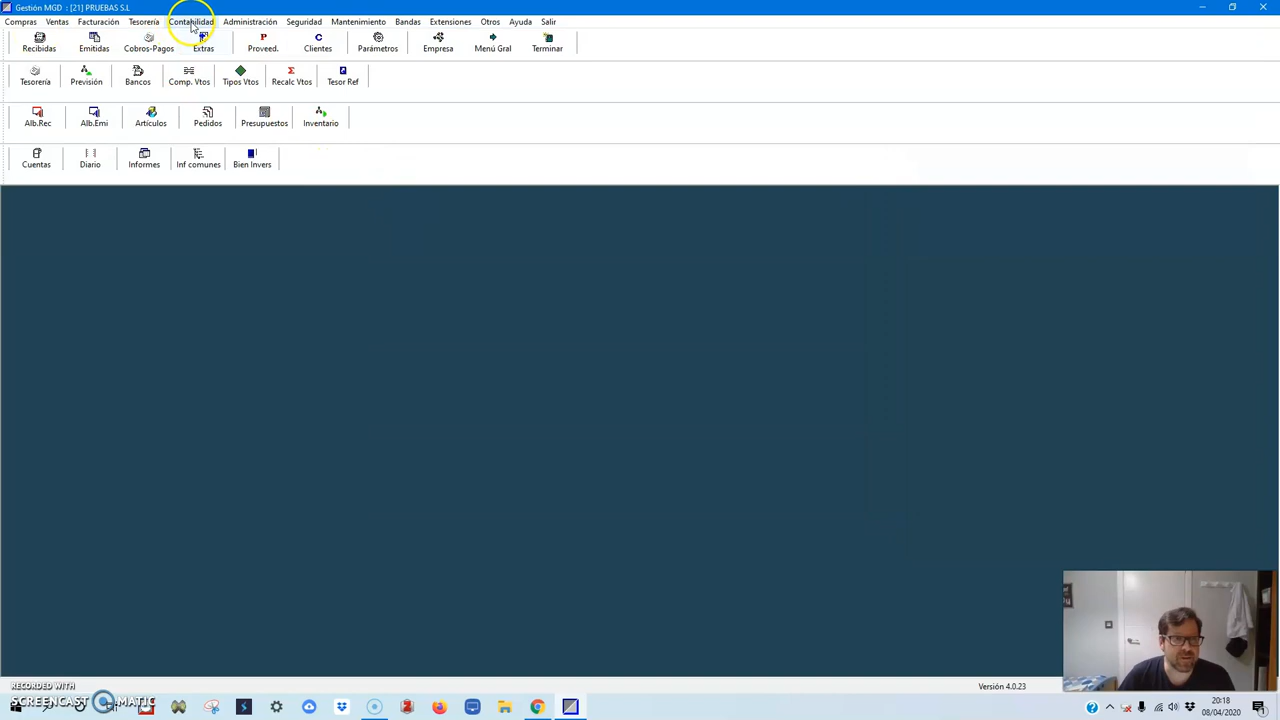 Gestión MGD : [21] PRUEBAS S.L
Compras Ventas Facturación Tesorería Contabilidad Administración Seguridad Mantenimiento Bandas Extensiones Otros Ayuda Salir
Recibidas Emitidas Cobros-Pagos Extras Proveed. Clientes Parámetros Empresa Menú Gral Terminar
Tesorería Previsión Bancos Comp. Vtos Tipos Vtos Recalc Vtos Tesor Ref
Alb.Rec Alb.Emi Artículos Pedidos Presupuestos Inventario
Cuentas Diario Informes Inf comunes Bien Invers
Versión 4.0.23
RECORDED WITH
SCREENCAST MATIC
20:18
08/04/2020